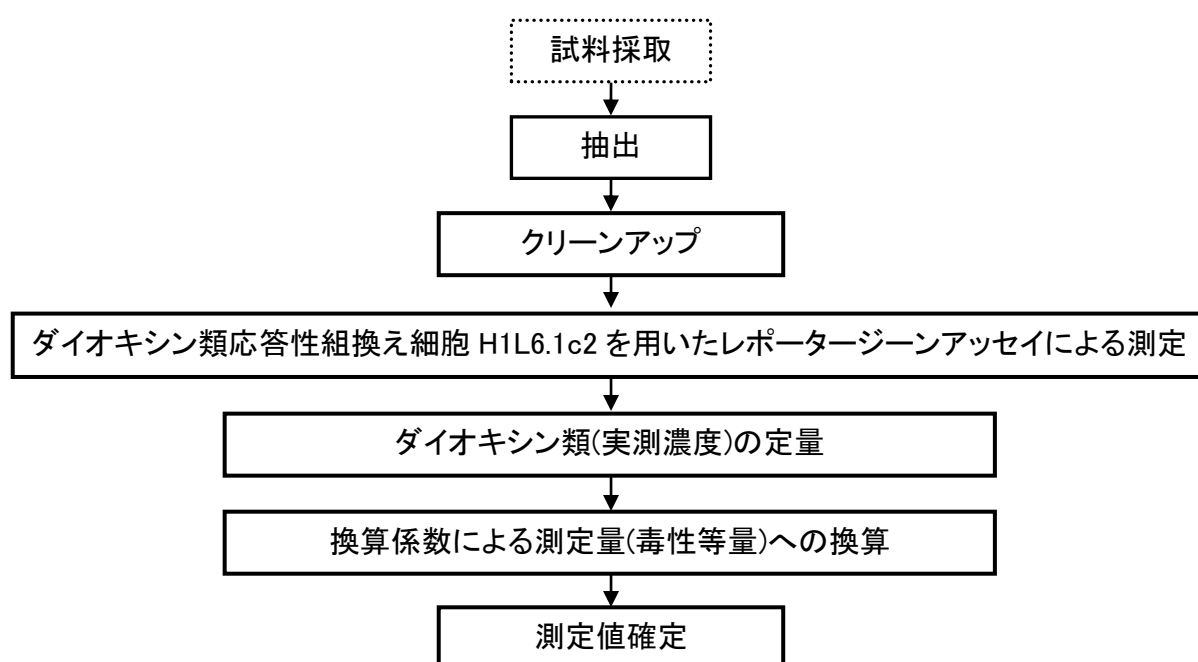 試料採取
抽出
クリーンアップ
ダイオキシン類応答性組換え細胞 H1L6.1c2 を用いたレポータージーンアッセイによる測定
ダイオキシン類(実測濃度)の定量
換算係数による測定量(毒性等量)への換算
測定値確定